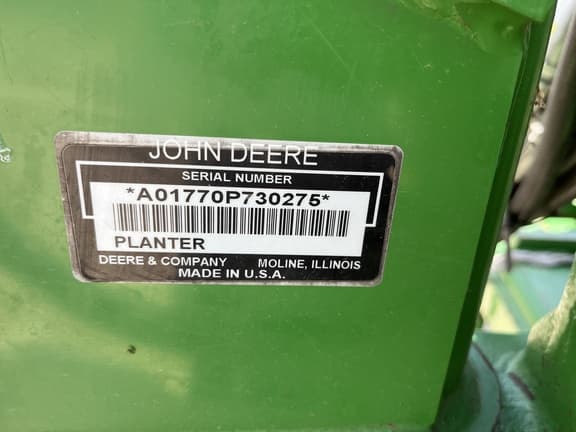 JOHN DEERE
SERIAL NUMBER
*A01770P730275*
PLANTER
DEERE & COMPANY MOLINE, ILLINOIS
MADE IN U.S.A.